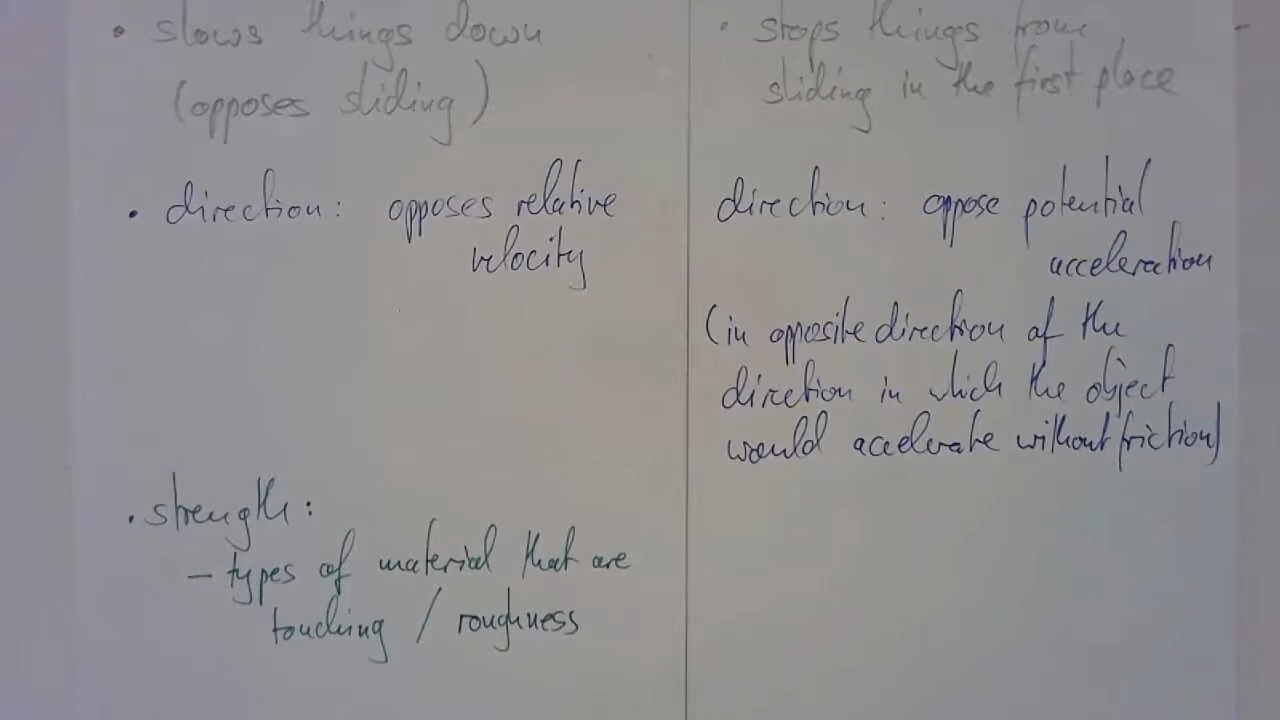 • slows things down
(opposes sliding)
• direction: opposes relative
velocity
• strength:
– types of material that are
touching / roughness
• stops things from
sliding in the first place
direction: oppose potential
acceleration
(in opposite direction of the
direction in which the object
would accelerate without friction)